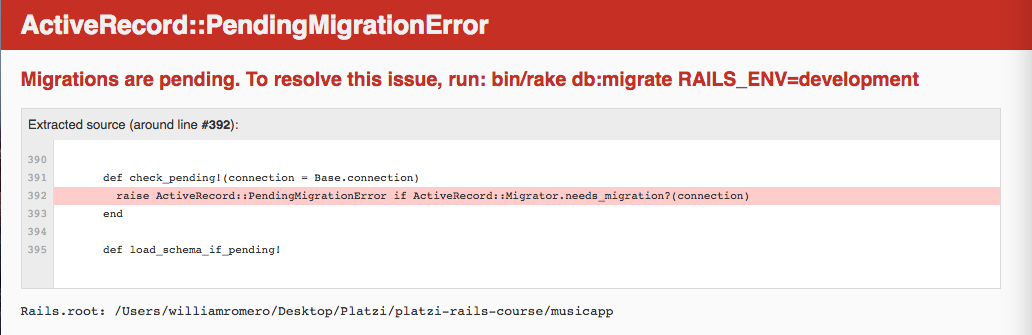 ActiveRecord::PendingMigrationError
Migrations are pending. To resolve this issue, run: bin/rake db:migrate RAILS_ENV=development
Extracted source (around line #392):
390
391 def check_pending!(connection = Base.connection)
392 raise ActiveRecord::PendingMigrationError if ActiveRecord::Migrator.needs_migration?(connection)
393 end
394
395 def load_schema_if_pending!
Rails.root: /Users/williamromero/Desktop/Platzi/platzi-rails-course/musicapp